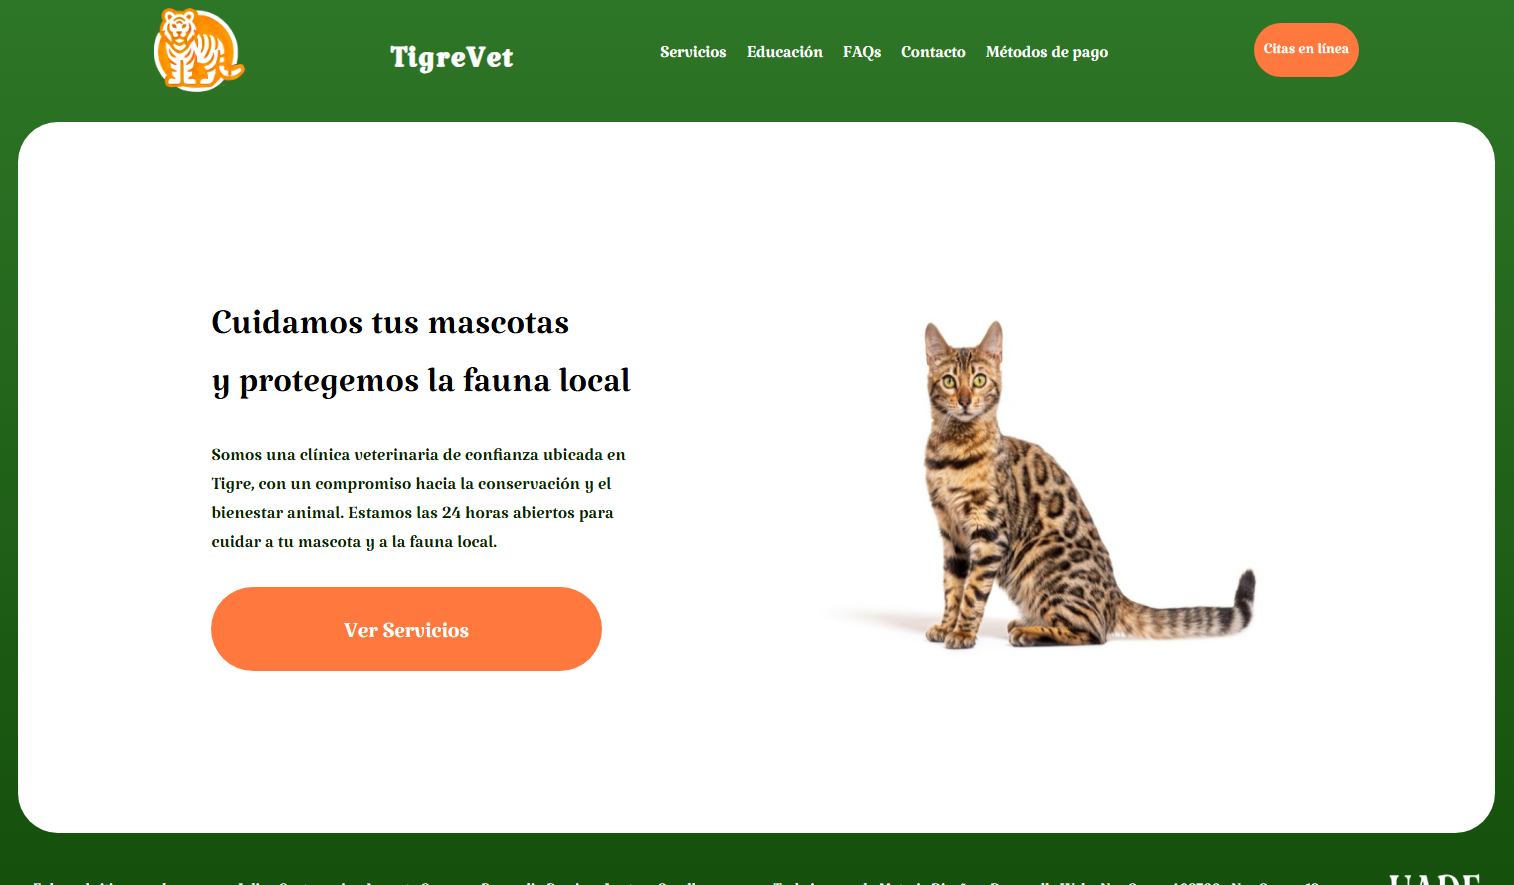 TigreVet
Servicios Educación FAQs Contacto Métodos de pago
Citas en línea
Cuidamos tus mascotas
y protegemos la fauna local
Somos una clínica veterinaria de confianza ubicada en
Tigre, con un compromiso hacia la conservación y el
bienestar animal. Estamos las 24 horas abiertos para
cuidar a tu mascota y a la fauna local.
Ver Servicios
UADE